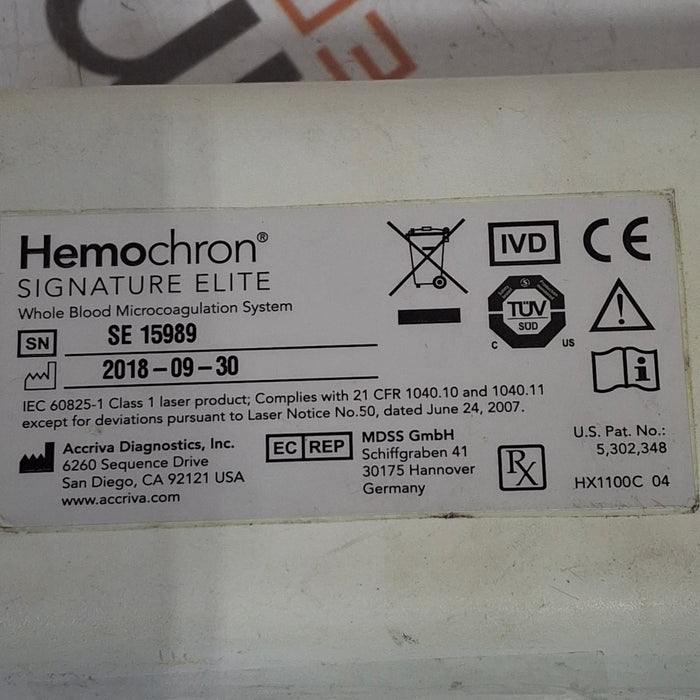 Hemochron®
SIGNATURE ELITE
Whole Blood Microcoagulation System
SN SE 15989
2018-09-30
IEC 60825-1 Class 1 laser product; Complies with 21 CFR 1040.10 and 1040.11
except for deviations pursuant to Laser Notice No.50, dated June 24, 2007.
Accriva Diagnostics, Inc.
6260 Sequence Drive
San Diego, CA 92121 USA
www.accriva.com
EC REP
MDSS GmbH
Schiffgraben 41
30175 Hannover
Germany
IVD
CE
TÜV
SÜD
C US
i
Rx
U.S. Pat. No.:
5,302,348
HX1100C 04